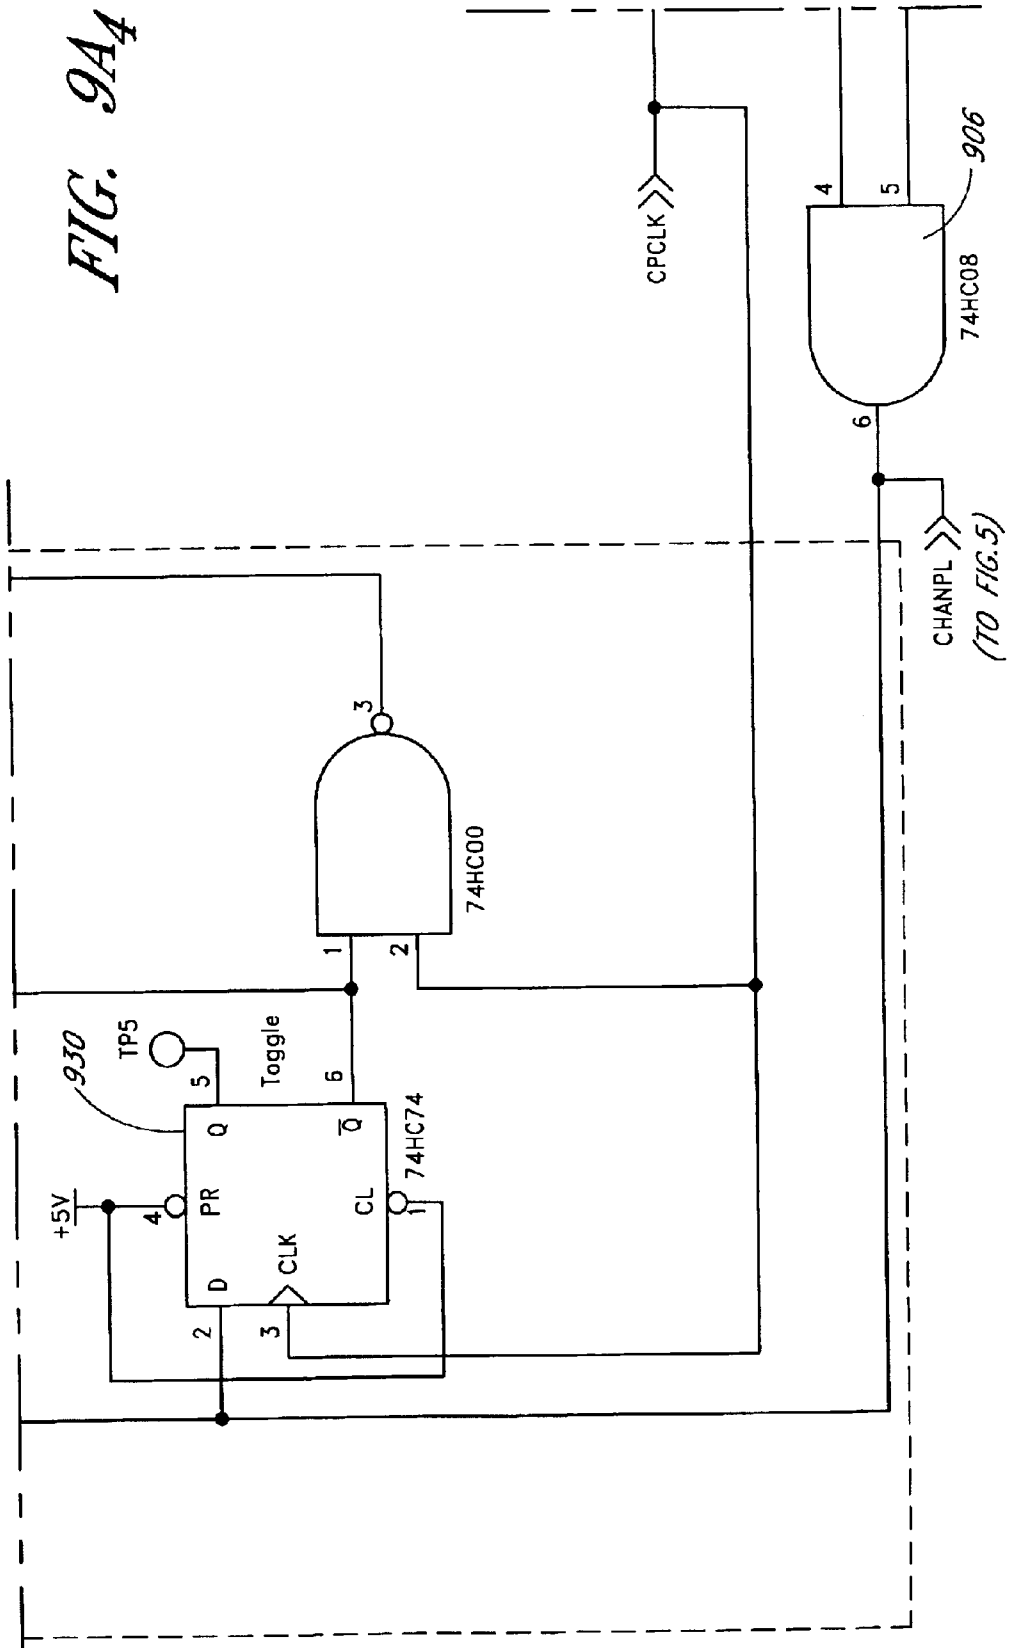 FIG. 9A4
930
TP5
+5V
4
PR
5
Q
Toggle
2
D
3
CLK
6
Q̅
CL
1
74HC74
1
2
3
74HC00
CPCLK
4
5
6
906
74HC08
CHANPL
(TO FIG.5)